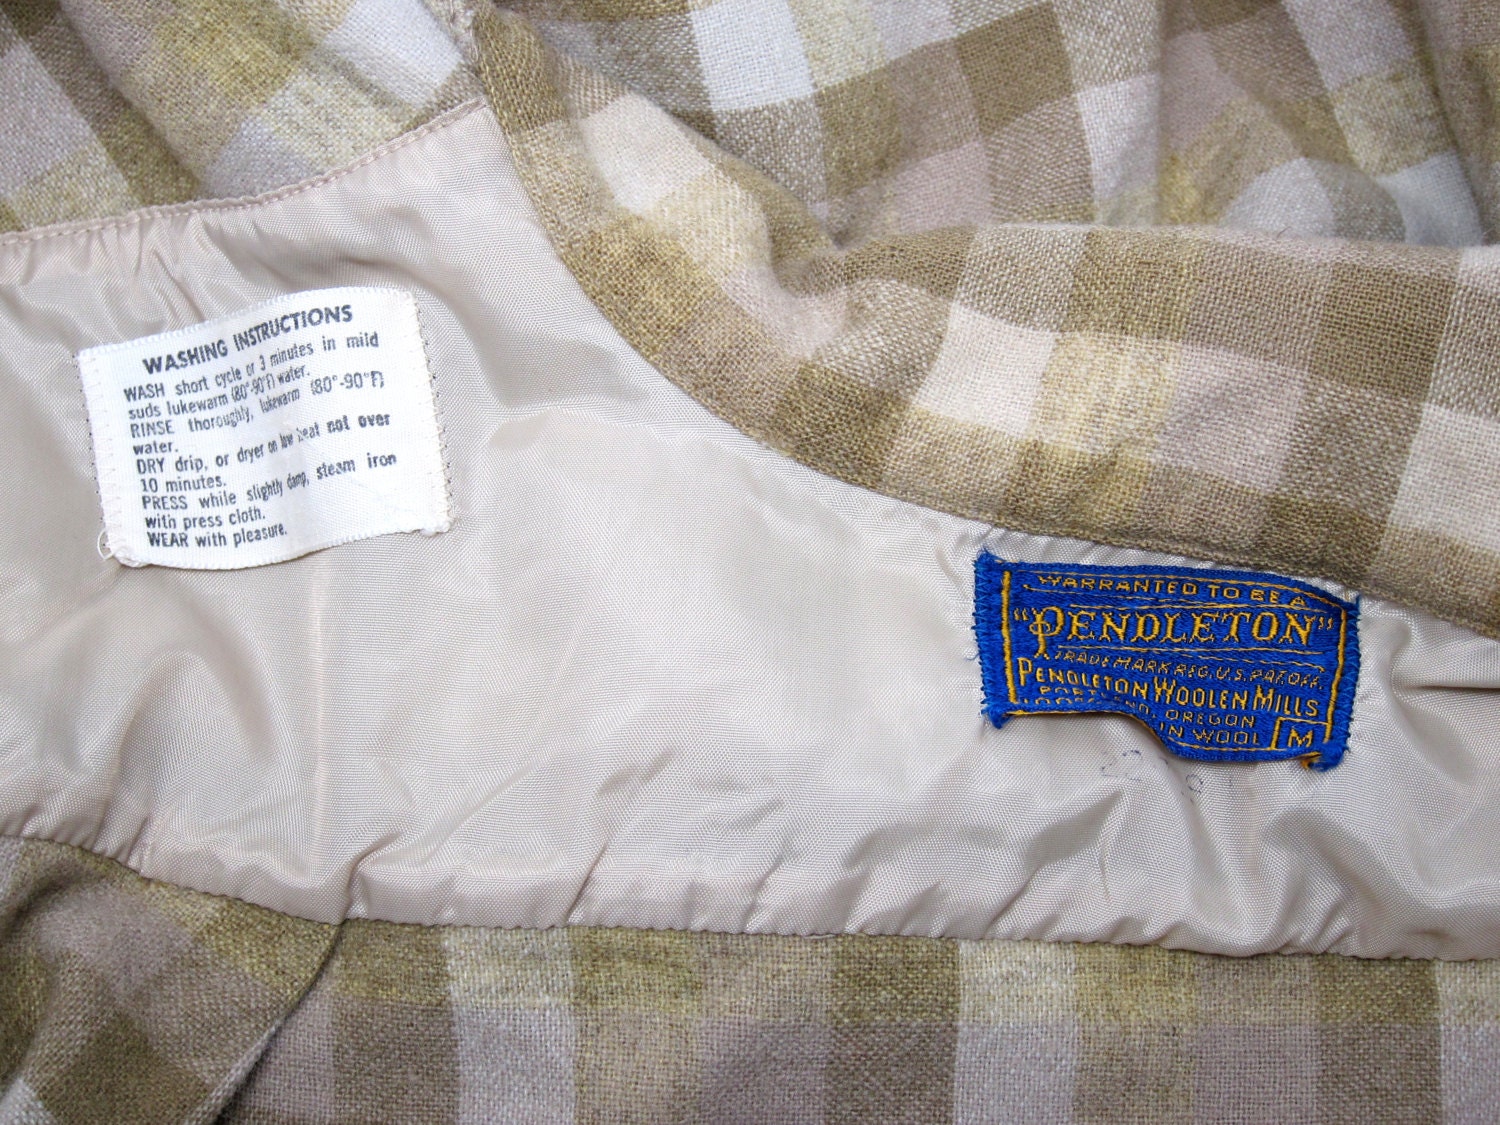 WASHING INSTRUCTIONS
WASH short cycle or 3 minutes in mild
suds lukewarm (80°-90°F) water.
RINSE thoroughly, lukewarm (80°-90°F)
water.
DRY drip, or dryer on low heat not over
10 minutes.
PRESS while slightly damp, steam iron
with press cloth.
WEAR with pleasure.
WARRANTED TO BE A
"PENDLETON"
TRADE MARK REG. U.S. PAT. OFF.
PENDLETON WOOLEN MILLS
PORTLAND, OREGON
IN WOOL
M